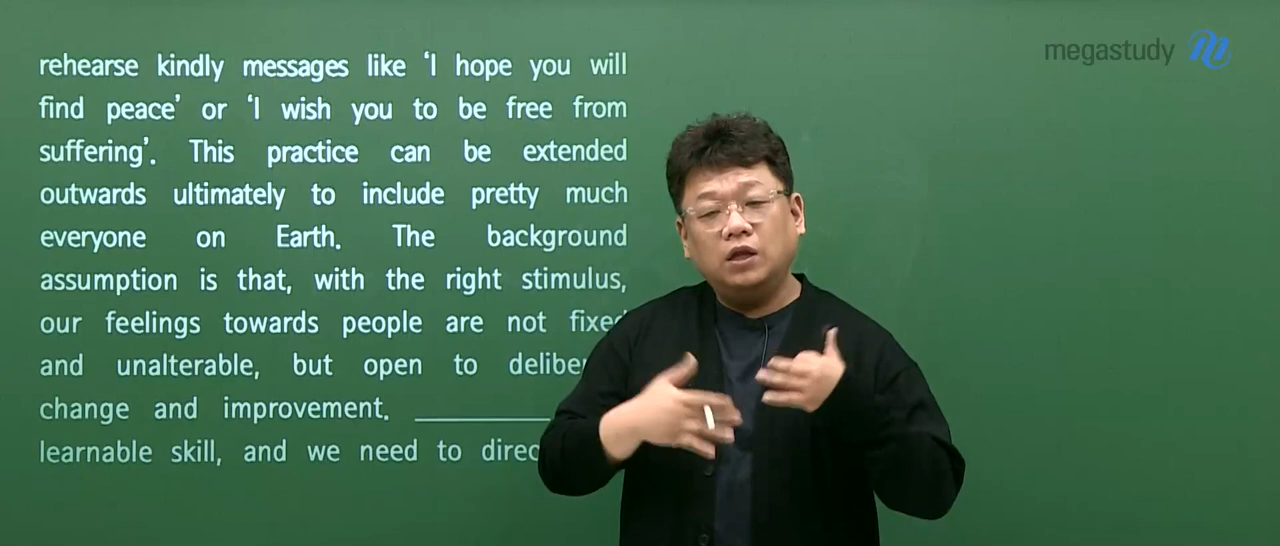 rehearse kindly messages like ‘I hope you will
find peace’ or ‘I wish you to be free from
suffering’. This practice can be extended
outwards ultimately to include pretty much
everyone on Earth. The background
assumption is that, with the right stimulus,
our feelings towards people are not
and unalterable, but open to
change and improvement.
learnable skill, and we need to
megastudy